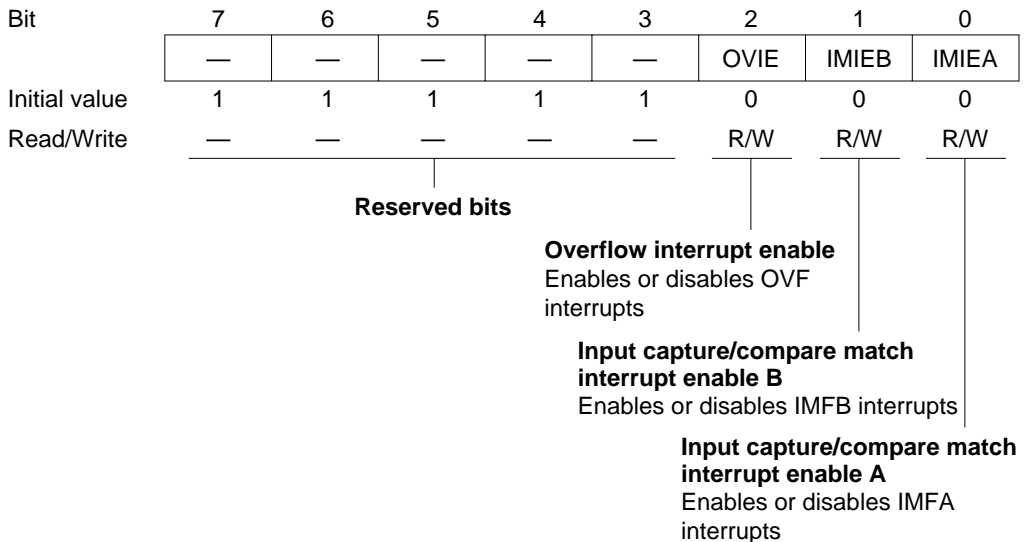 Bit 7 6 5 4 3 2 1 0
— — — — — OVIE IMIEB IMIEA
Initial value 1 1 1 1 1 0 0 0
Read/Write — — — — — R/W R/W R/W
Reserved bits
Overflow interrupt enable
Enables or disables OVF
interrupts
Input capture/compare match
interrupt enable B
Enables or disables IMFB interrupts
Input capture/compare match
interrupt enable A
Enables or disables IMFA
interrupts